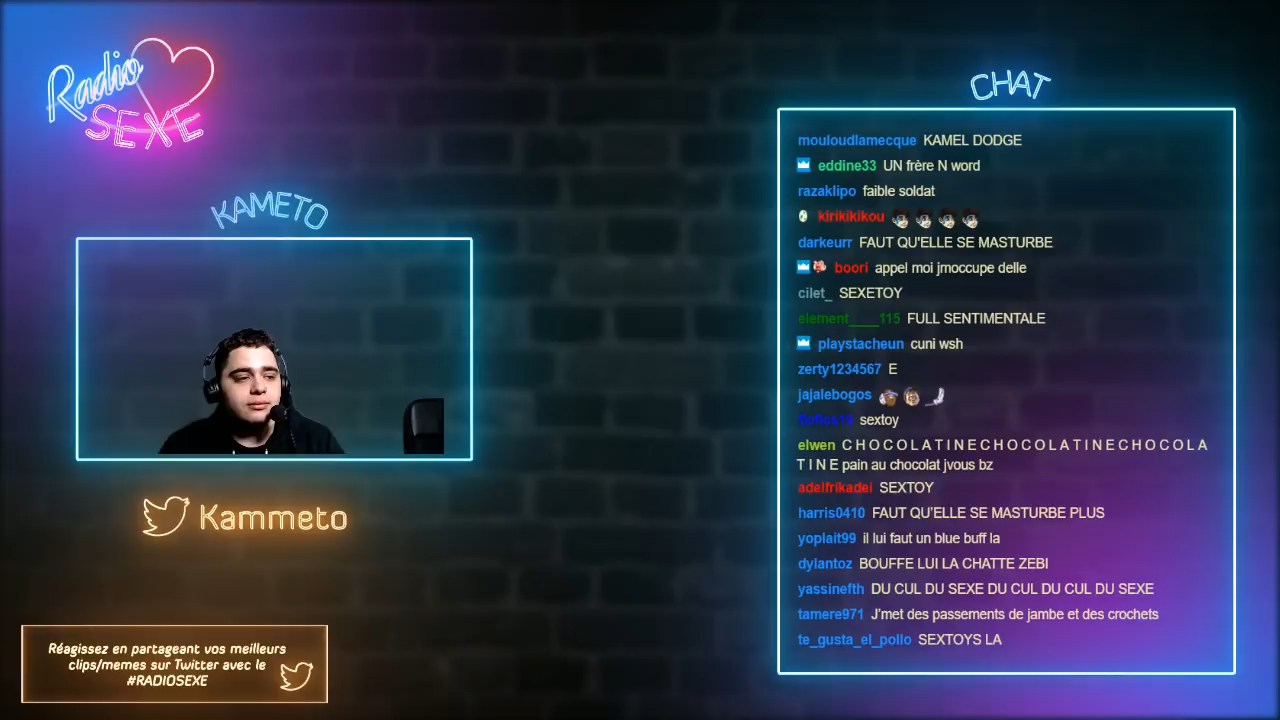 Radio
SEXE
KAMETO
Kammeto
Réagissez en partageant vos meilleurs
clips/memes sur Twitter avec le
#RADIOSEXE
CHAT
mouloudlamecque KAMEL DODGE
eddine33 UN frère N word
razaklipo faible soldat
kirikikikou
darkeurr FAUT QU'ELLE SE MASTURBE
boori appel moi jmoccupe delle
cilet_ SEXETOY
element____115 FULL SENTIMENTALE
playstacheun cuni wsh
zerty1234567 E
jajalebogos
sextoy
elwen C H O C O L A T I N E C H O C O L A T I N E C H O C O L A
T I N E pain au chocolat jvous bz
adelfrikadei SEXTOY
harris0410 FAUT QU'ELLE SE MASTURBE PLUS
yoplait99 il lui faut un blue buff la
dylantoz BOUFFE LUI LA CHATTE ZEBI
yassinefth DU CUL DU SEXE DU CUL DU CUL DU SEXE
tamere971 J'met des passements de jambe et des crochets
te_gusta_el_pollo SEXTOYS LA